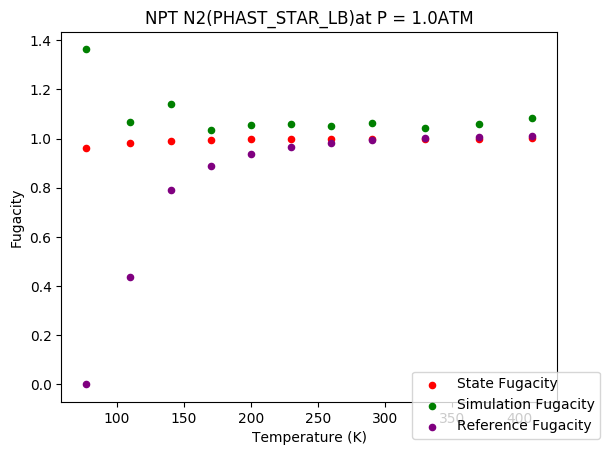 NPT N2(PHAST_STAR_LB)at P = 1.0ATM
1.4
1.2
1.0
0.8
0.6
0.4
0.2
0.0
Fugacity
100 150 200 250 300 350 400
Temperature (K)
State Fugacity
Simulation Fugacity
Reference Fugacity